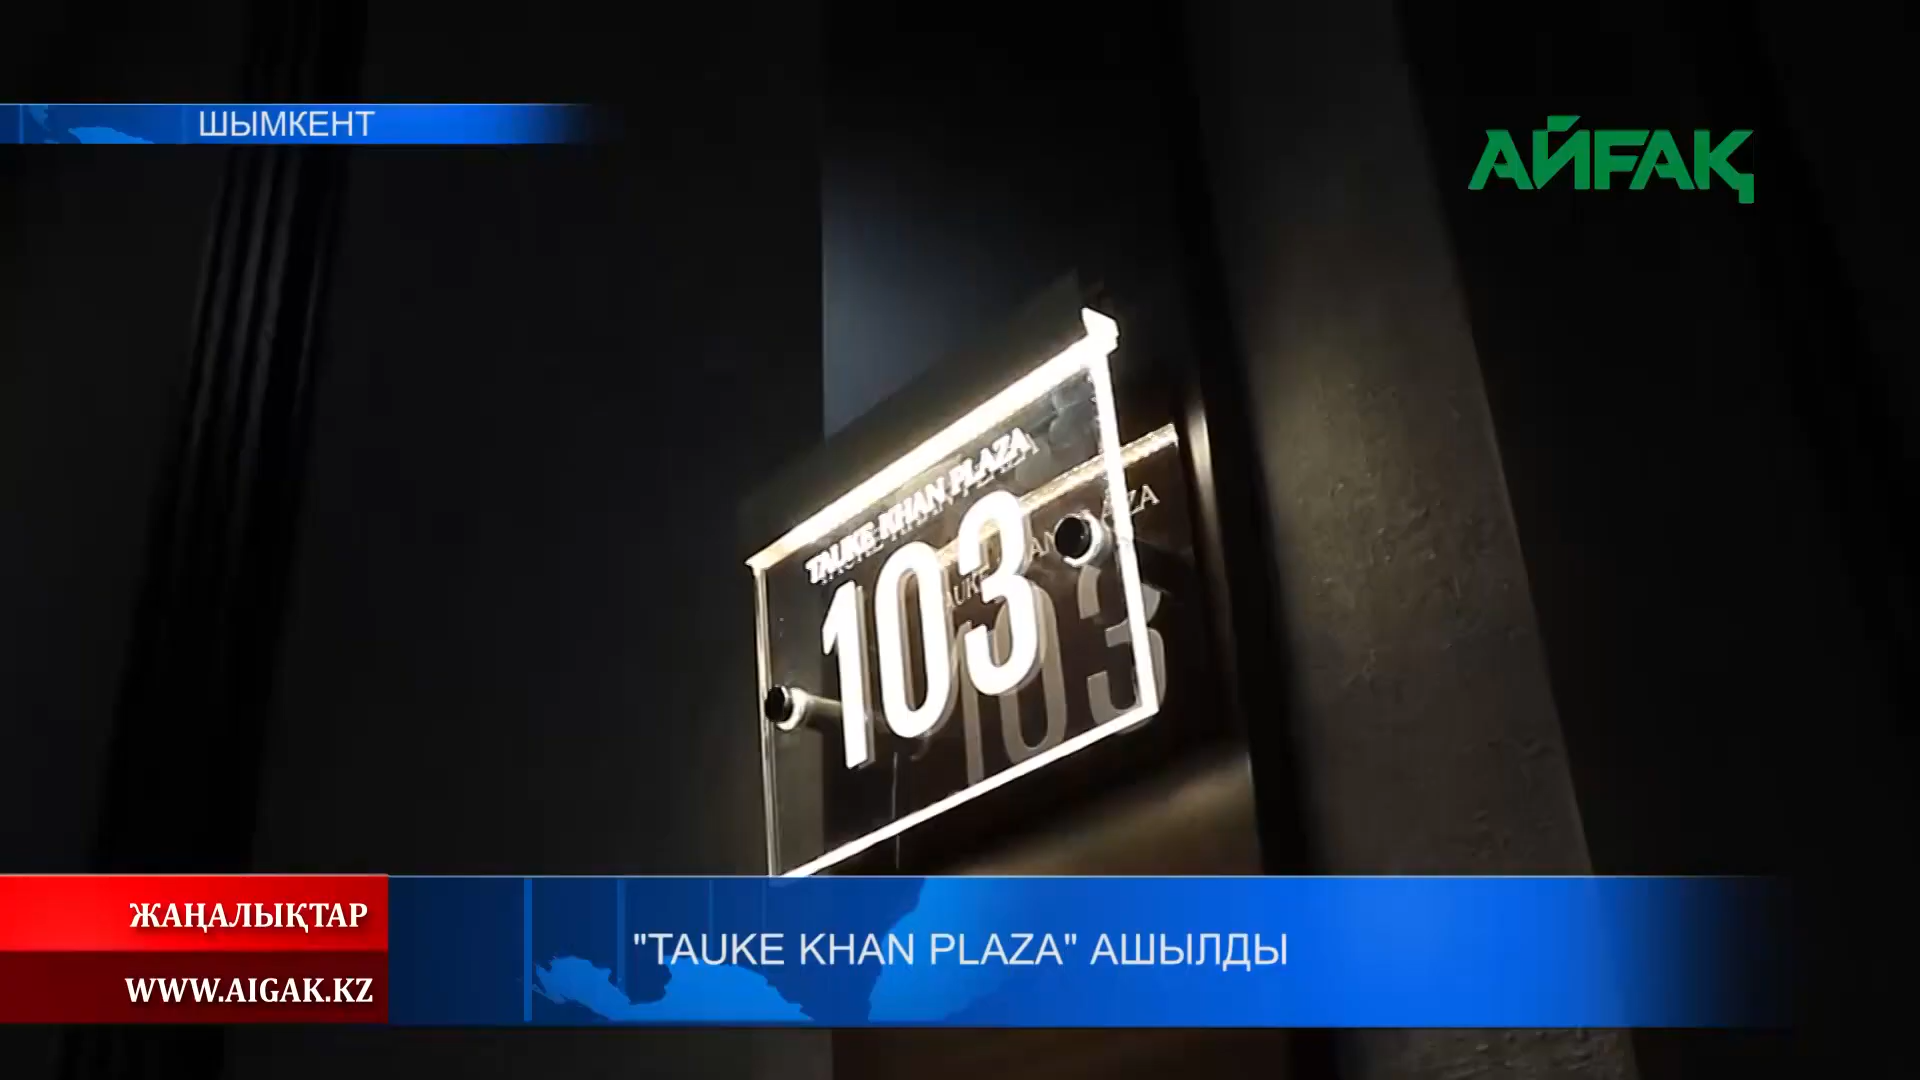 ШЫМКЕНТ
АЙҒАҚ
TAUKE KHAN PLAZA
103
ЖАҢАЛЫҚТАР
WWW.AIGAK.KZ
"TAUKE KHAN PLAZA" АШЫЛДЫ